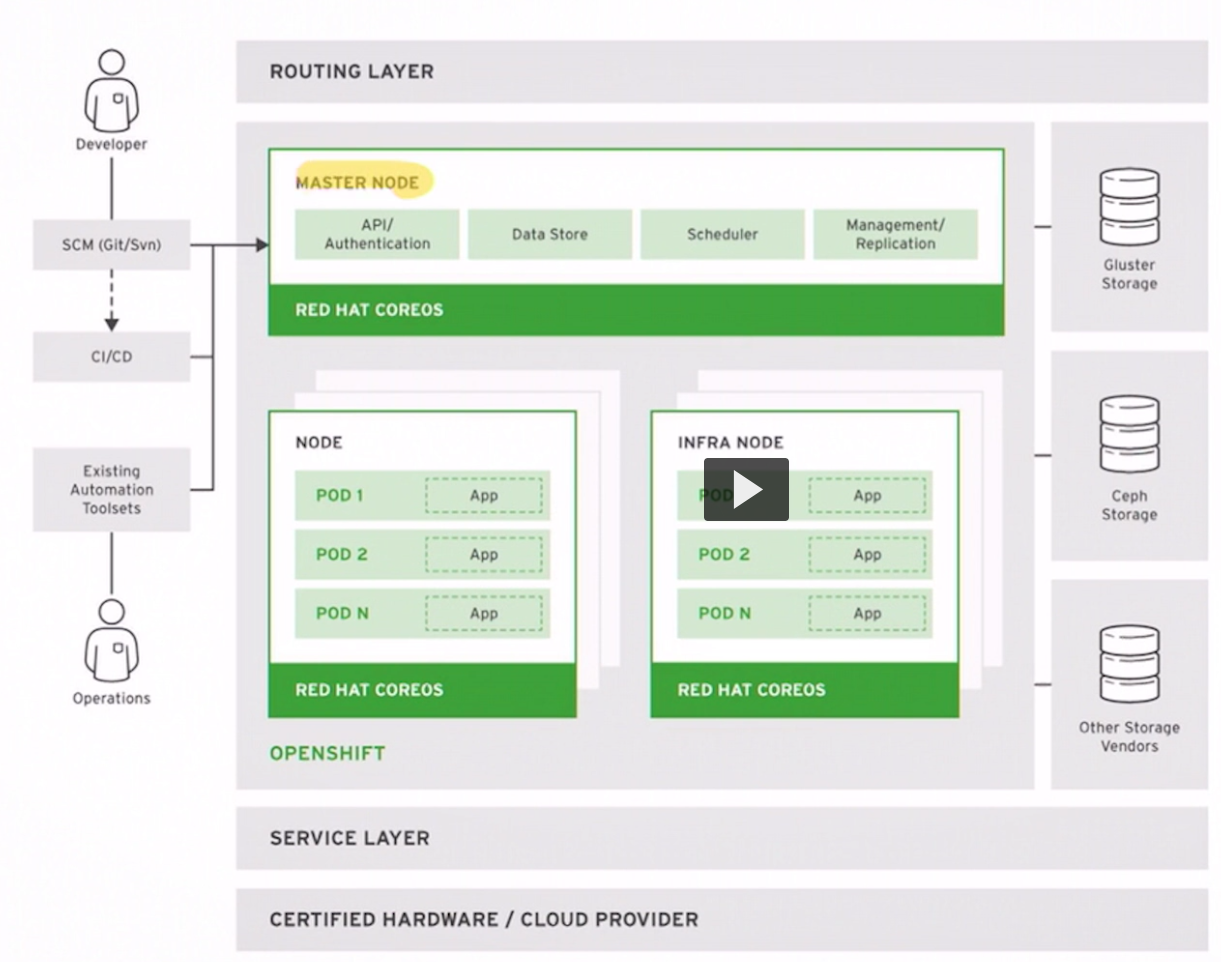 ROUTING LAYER
Developer
SCM (Git/Svn)
CI/CD
Existing
Automation
Toolsets
Operations
MASTER NODE
API/
Authentication
Data Store
Scheduler
Management/
Replication
RED HAT COREOS
NODE
POD 1 App
POD 2 App
POD N App
RED HAT COREOS
INFRA NODE
POD App
POD 2 App
POD N App
RED HAT COREOS
OPENSHIFT
Gluster
Storage
Ceph
Storage
Other Storage
Vendors
SERVICE LAYER
CERTIFIED HARDWARE / CLOUD PROVIDER